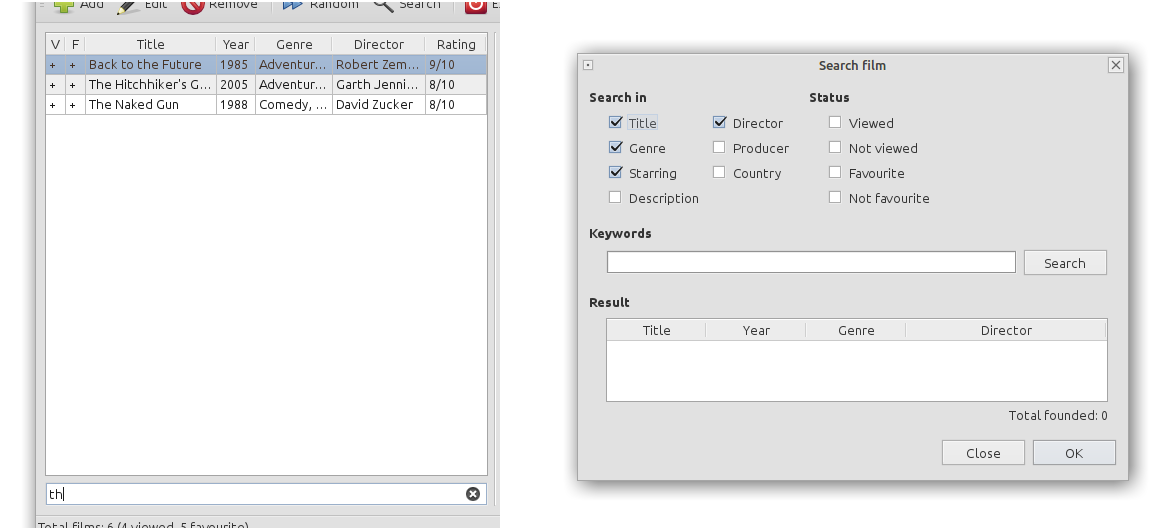 Add Edit Remove Random Search E
V F Title Year Genre Director Rating
+ + Back to the Future 1985 Adventur... Robert Zem... 9/10
+ + The Hitchhiker's G... 2005 Adventur... Garth Jenni... 8/10
+ + The Naked Gun 1988 Comedy, ... David Zucker 8/10
th
Total films: 6 (4 viewed, 5 favourite)
Search film
Search in Status
Title Director Viewed
Genre Producer Not viewed
Starring Country Favourite
Description Not favourite
Keywords
Search
Result
Title Year Genre Director
Total founded: 0
Close OK